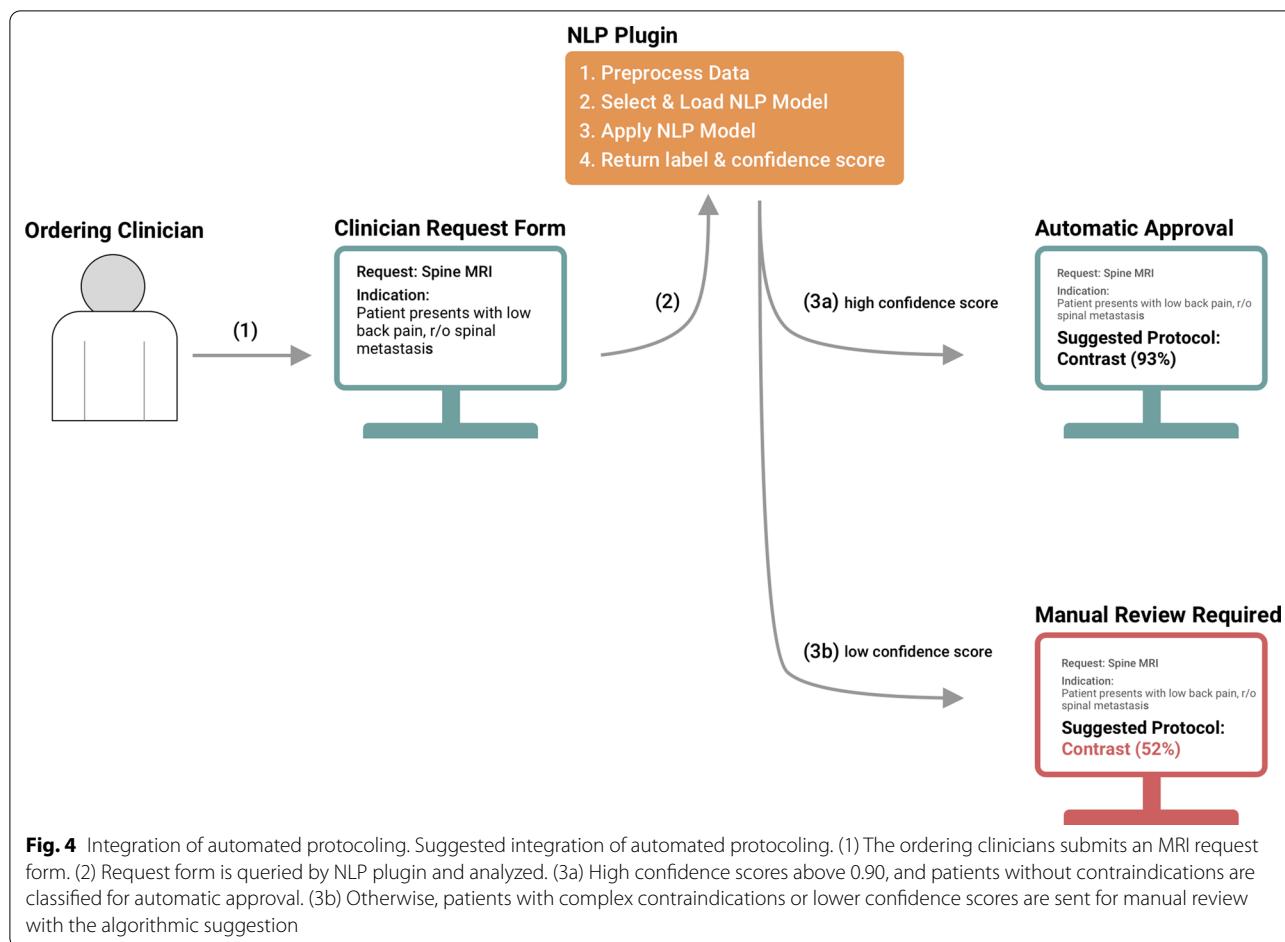 NLP Plugin
1. Preprocess Data
2. Select & Load NLP Model
3. Apply NLP Model
4. Return label & confidence score
Ordering Clinician
(1)
Clinician Request Form
Request: Spine MRI
Indication:
Patient presents with low
back pain, r/o spinal
metastasis
(2)
(3a) high confidence score
Automatic Approval
Request: Spine MRI
Indication:
Patient presents with low back pain, r/o
spinal metastasis
Suggested Protocol:
Contrast (93%)
(3b) low confidence score
Manual Review Required
Request: Spine MRI
Indication:
Patient presents with low back pain, r/o
spinal metastasis
Suggested Protocol:
Contrast (52%)
Fig. 4 Integration of automated protocoling. Suggested integration of automated protocoling. (1) The ordering clinicians submits an MRI request
form. (2) Request form is queried by NLP plugin and analyzed. (3a) High confidence scores above 0.90, and patients without contraindications are
classified for automatic approval. (3b) Otherwise, patients with complex contraindications or lower confidence scores are sent for manual review
with the algorithmic suggestion